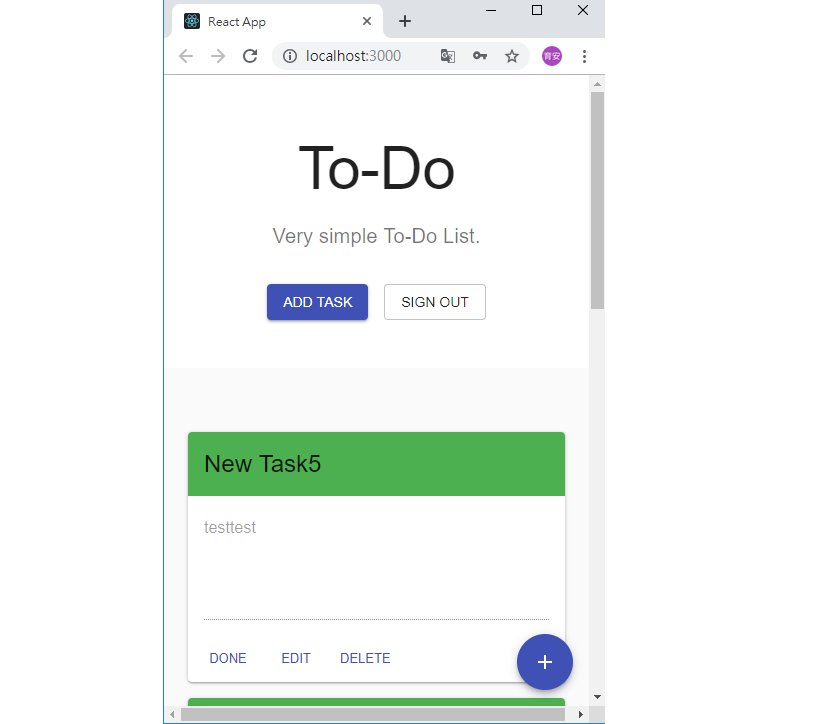 React App
localhost:3000
育安
To-Do
Very simple To-Do List.
ADD TASK SIGN OUT
New Task5
testtest
DONE EDIT DELETE